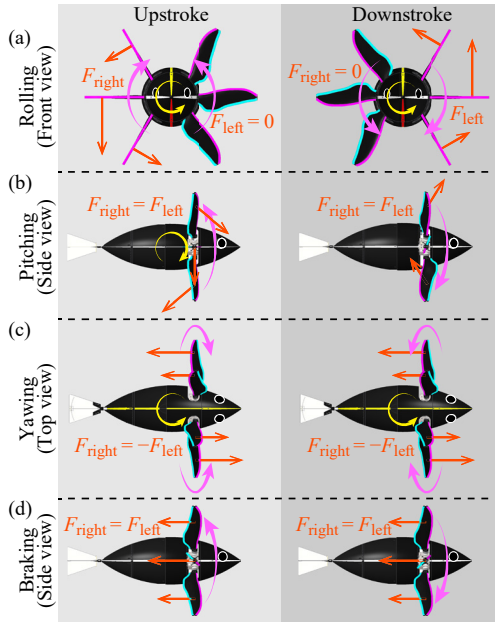 Upstroke Downstroke
(a)
Rolling
(Front view)
F_right F_left = 0
F_right = 0 F_left
(b)
Pitching
(Side view)
F_right = F_left
F_right = F_left
(c)
Yawing
(Top view)
F_right = −F_left
F_right = −F_left
(d)
Braking
(Side view)
F_right = F_left
F_right = F_left